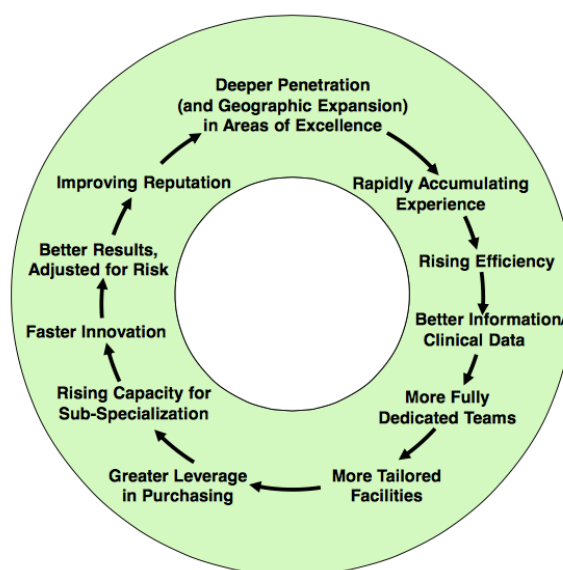 Deeper Penetration
(and Geographic Expansion)
in Areas of Excellence
Rapidly Accumulating
Experience
Rising Efficiency
Better Information/
Clinical Data
More Fully
Dedicated Teams
More Tailored
Facilities
Greater Leverage
in Purchasing
Rising Capacity for
Sub-Specialization
Faster Innovation
Better Results,
Adjusted for Risk
Improving Reputation